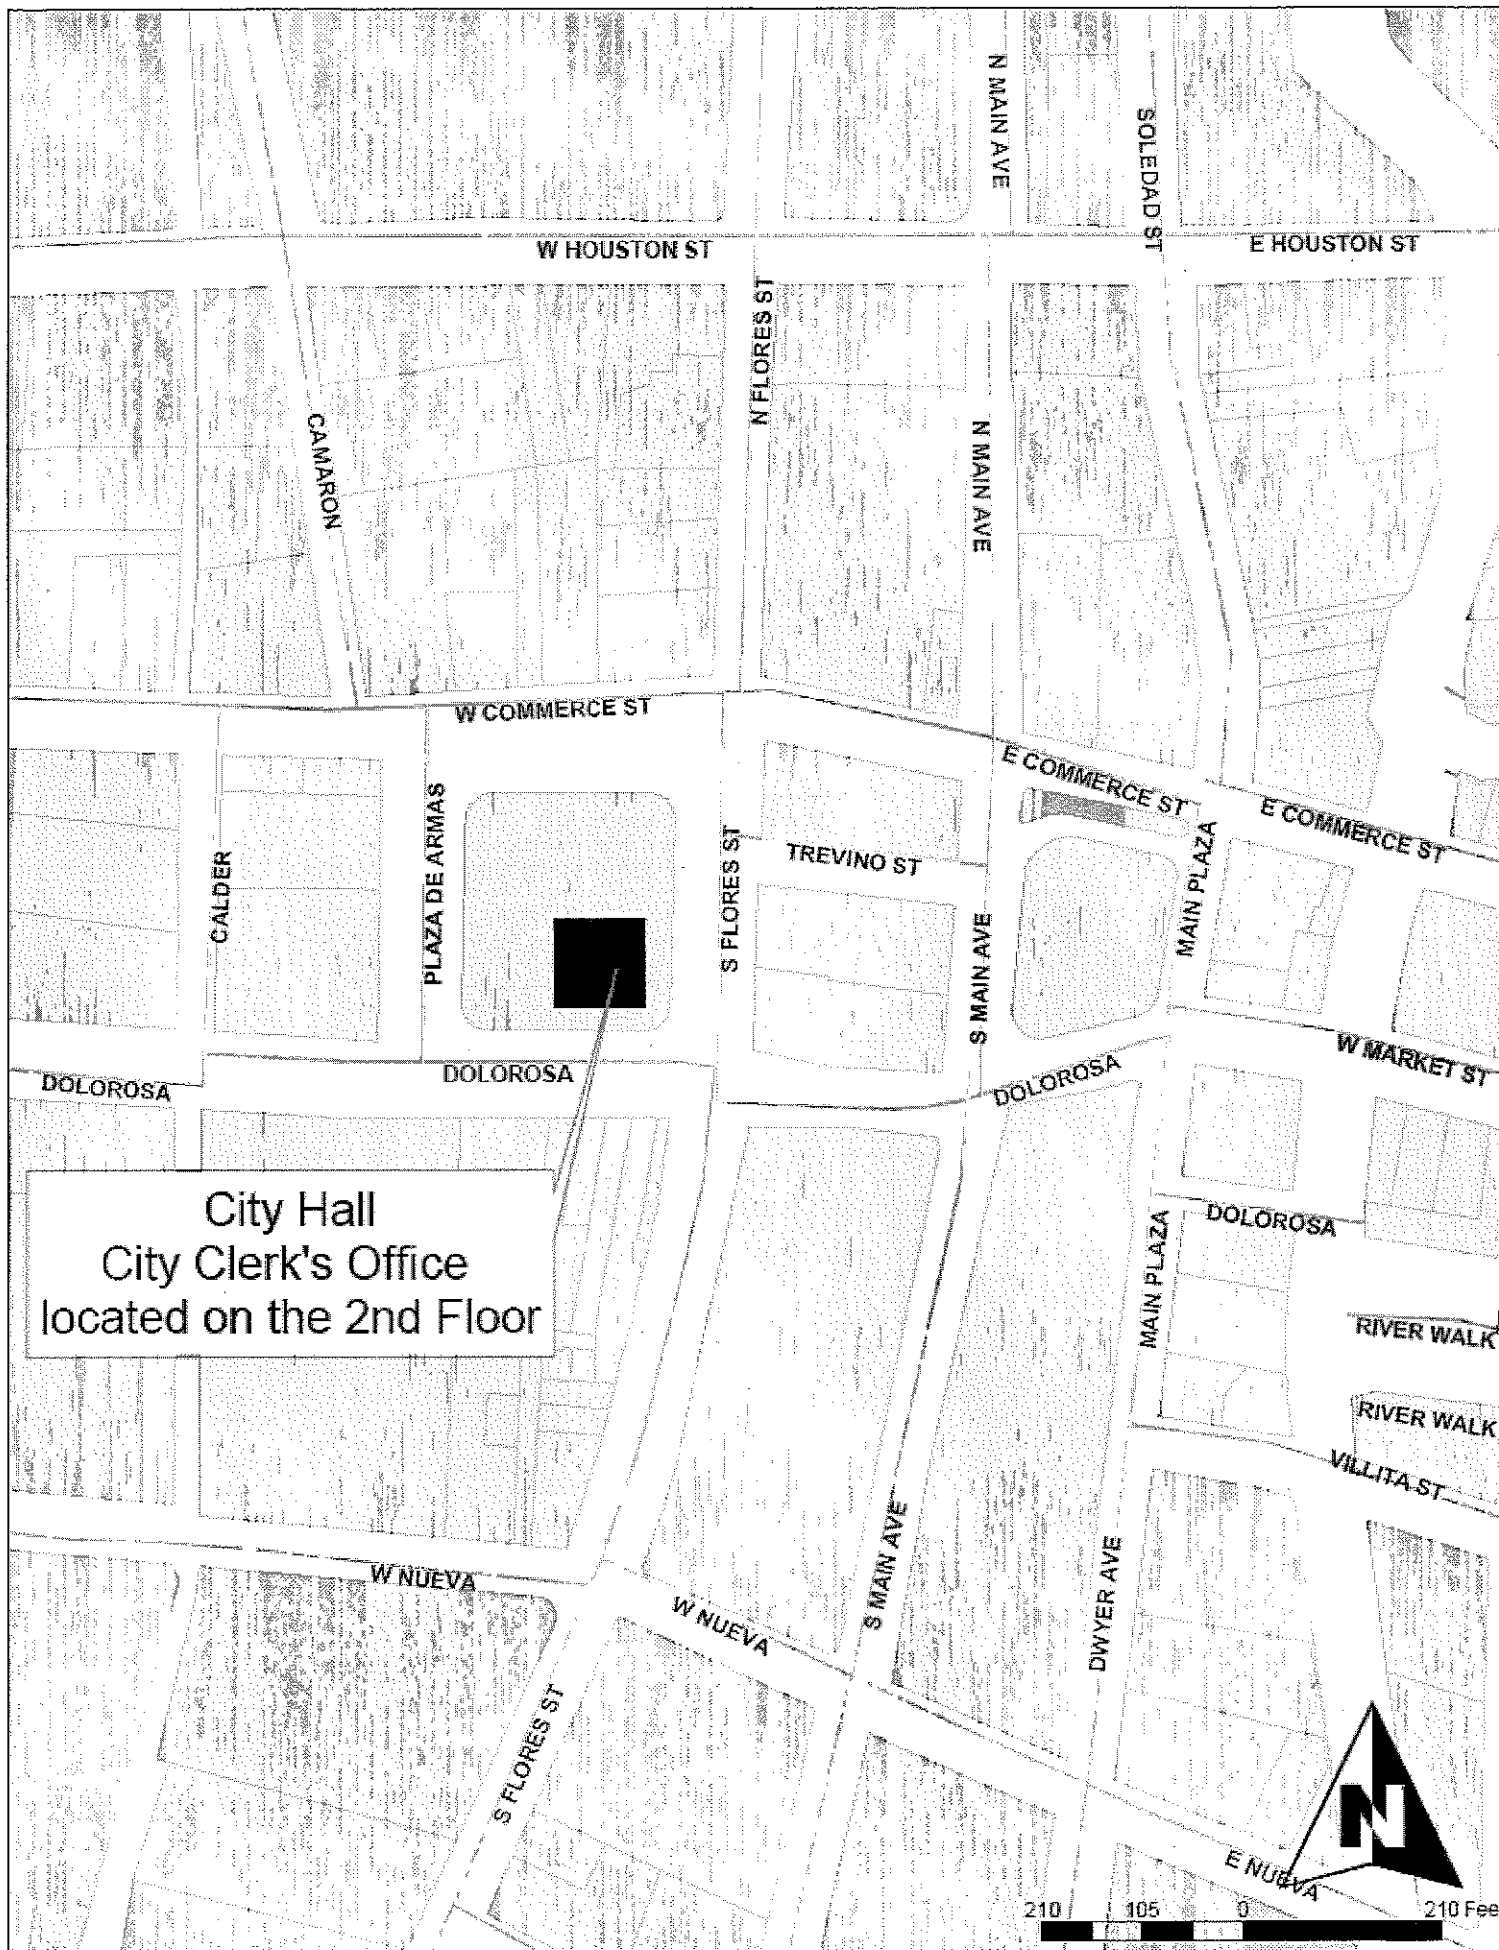 N MAIN AVE
SOLEDAD ST
W HOUSTON ST
E HOUSTON ST
N FLORES ST
CAMARON
N MAIN AVE
W COMMERCE ST
E COMMERCE ST
E COMMERCE ST
PLAZA DE ARMAS
CALDER
S FLORES ST
TREVINO ST
MAIN PLAZA
S MAIN AVE
W MARKET ST
DOLOROSA
DOLOROSA
DOLOROSA
City Hall
City Clerk's Office
located on the 2nd Floor
DOLOROSA
MAIN PLAZA
RIVER WALK
RIVER WALK
VILLITA ST
W NUEVA
W NUEVA
S MAIN AVE
DWYER AVE
S FLORES ST
N
E NUEVA
210 105 0 210 Fee